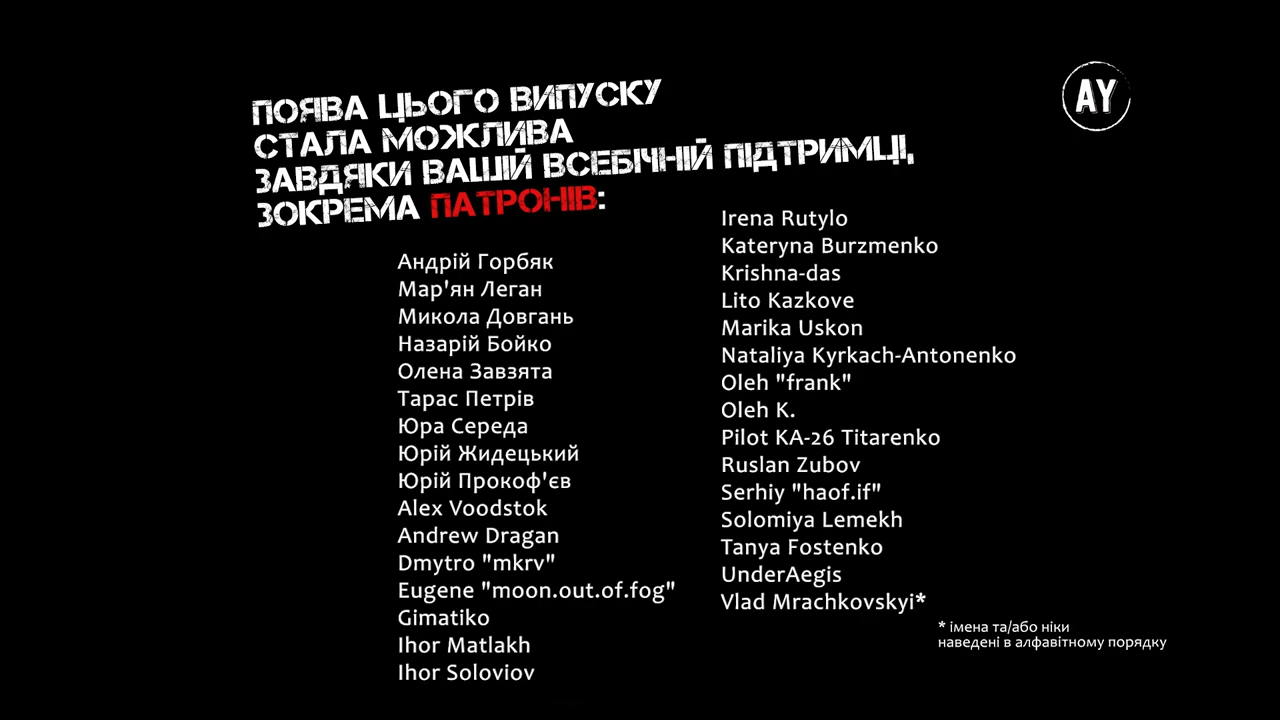 ПОЯВА ЦЬОГО ВИПУСКУ
СТАЛА МОЖЛИВА
ЗАВДЯКИ ВАШІЙ ВСЕБІЧНІЙ ПІДТРИМЦІ,
ЗОКРЕМА ПАТРОНІВ:
AY
Андрій Горбяк
Мар'ян Леган
Микола Довгань
Назарій Бойко
Олена Завзята
Тарас Петрів
Юра Середа
Юрій Жидецький
Юрій Прокоф'єв
Alex Voodstok
Andrew Dragan
Dmytro "mkrv"
Eugene "moon.out.of.fog"
Gimatiko
Ihor Matlakh
Ihor Soloviov
Irena Rutylo
Kateryna Burzmenko
Krishna-das
Lito Kazkove
Marika Uskon
Nataliya Kyrkach-Antonenko
Oleh "frank"
Oleh K.
Pilot KA-26 Titarenko
Ruslan Zubov
Serhiy "haof.if"
Solomiya Lemekh
Tanya Fostenko
UnderAegis
Vlad Mrachkovskyi*
* імена та/або ніки
наведені в алфавітному порядку